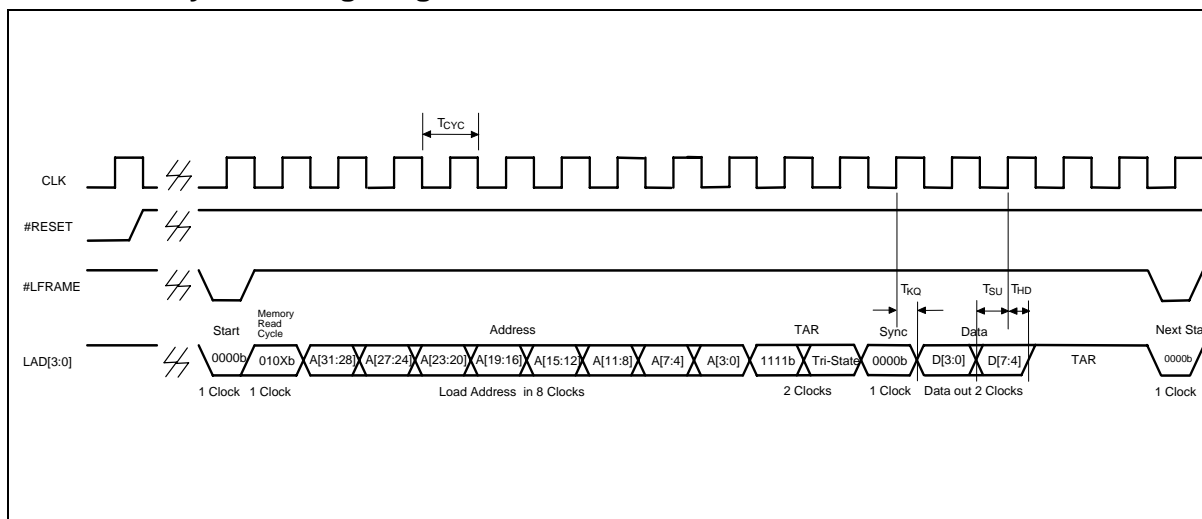 TCYC
CLK
#RESET
#LFRAME
TKQ
TSU
THD
Memory
Read
Cycle
Start
Address
TAR
Sync
Data
Next Sta
LAD[3:0]
0000b
010Xb
A[31:28]
A[27:24]
A[23:20]
A[19:16]
A[15:12]
A[11:8]
A[7:4]
A[3:0]
1111b
Tri-State
0000b
D[3:0]
D[7:4]
TAR
0000b
1 Clock
1 Clock
Load Address in 8 Clocks
2 Clocks
1 Clock
Data out 2 Clocks
1 Clock